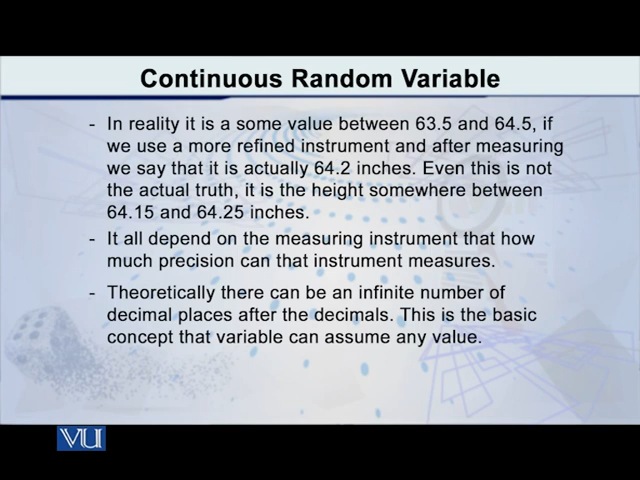 Continuous Random Variable
- In reality it is a some value between 63.5 and 64.5, if
we use a more refined instrument and after measuring
we say that it is actually 64.2 inches. Even this is not
the actual truth, it is the height somewhere between
64.15 and 64.25 inches.
- It all depend on the measuring instrument that how
much precision can that instrument measures.
- Theoretically there can be an infinite number of
decimal places after the decimals. This is the basic
concept that variable can assume any value.
VU